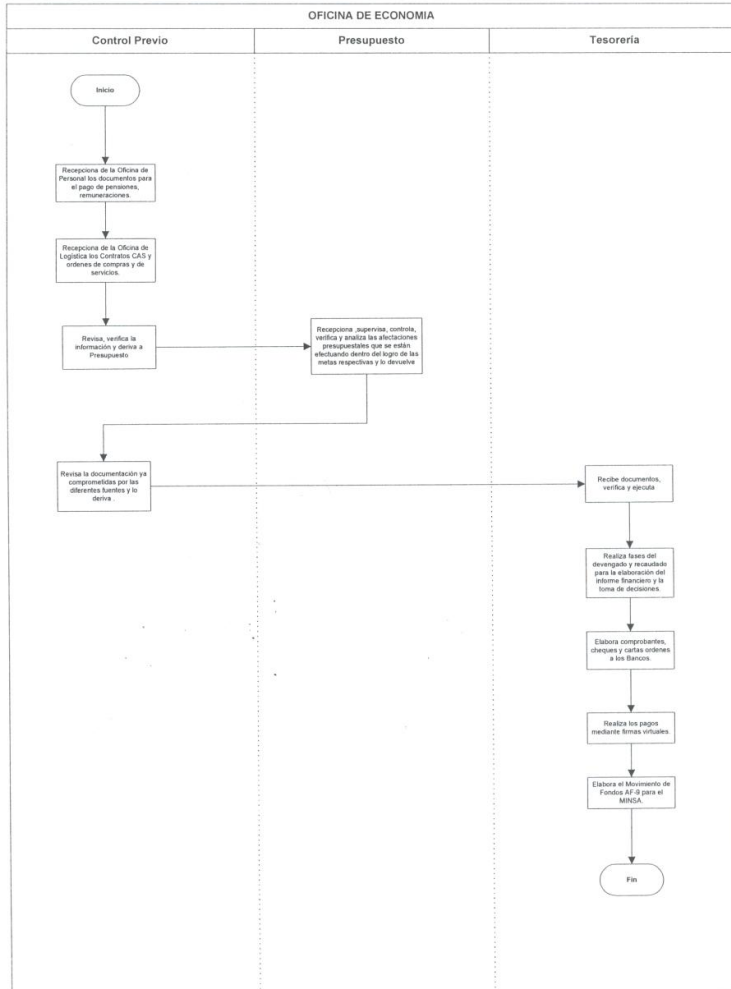 OFICINA DE ECONOMIA
Control Previo
Presupuesto
Tesorería
Inicio
Recepciona de la Oficina de
Personal los documentos para
el pago de pensiones,
remuneraciones.
Recepciona de la Oficina de
Logística los Contratos CAS y
ordenes de compras y de
servicios.
Revisa, verifica la
información y deriva a
Presupuesto
Recepciona ,supervisa, controla,
verifica y analiza las afectaciones
presupuestales que se están
efectuando dentro del logro de las
metas respectivas y lo devuelve
Revisa la documentación ya
comprometidas por las
diferentes fuentes y lo
deriva .
Recibe documentos,
verifica y ejecuta
Realiza fases del
devengado y recaudado
para la elaboración del
informe financiero y la
toma de decisiones.
Elabora comprobantes,
cheques y cartas ordenes
a los Bancos.
Realiza los pagos
mediante firmas virtuales.
Elabora el Movimiento de
Fondos AF-9 para el
MINSA.
Fin